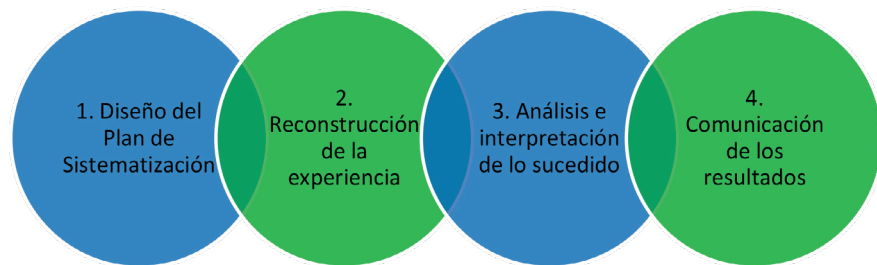 1. Diseño del
Plan de
Sistematización
2.
Reconstrucción
de la
experiencia
3. Análisis e
interpretación
de lo sucedido
4.
Comunicación
de los
resultados